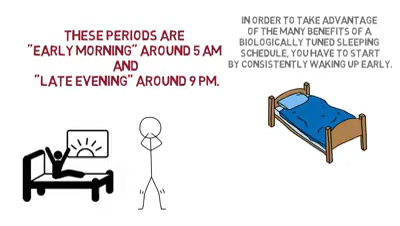 THESE PERIODS ARE
"EARLY MORNING" AROUND 5 AM
AND
"LATE EVENING" AROUND 9 PM.
IN ORDER TO TAKE ADVANTAGE
OF THE MANY BENEFITS OF A
BIOLOGICALLY TUNED SLEEPING
SCHEDULE, YOU HAVE TO START
BY CONSISTENTLY WAKING UP EARLY.